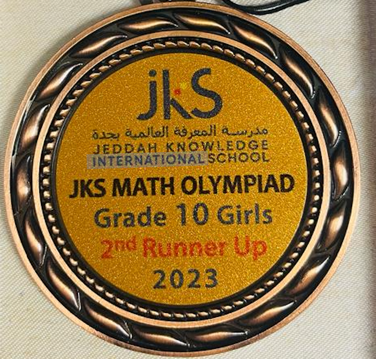 jks
مدرسة المعرفة العالمية بجدة
JEDDAH KNOWLEDGE
INTERNATIONAL SCHOOL
JKS MATH OLYMPIAD
Grade 10 Girls
2nd Runner Up
2023